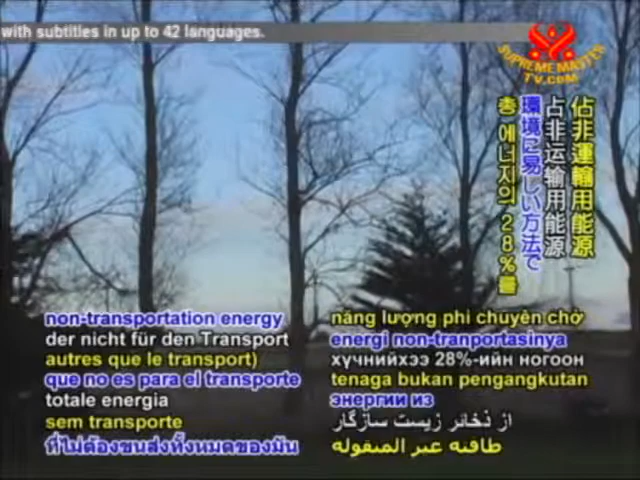 with subtitles in up to 42 languages.
SUPREME MASTER
TV.COM
佔非運輸用能源
占非运输用能源
環境に易しい方法で
총 에너지의 28%를
non-transportation energy
der nicht für den Transport
autres que le transport)
que no es para el transporte
totale energia
sem transporte
ที่ไม่ต้องขนส่งทั้งหมดของมัน
năng lượng phi chuyên chở
energi non-tranportasinya
хүчнийхээ 28%-ийн ногоон
tenaga bukan pengangkutan
энергии из
از ذخائر زیست سازگار
طاقته غير المنقولة